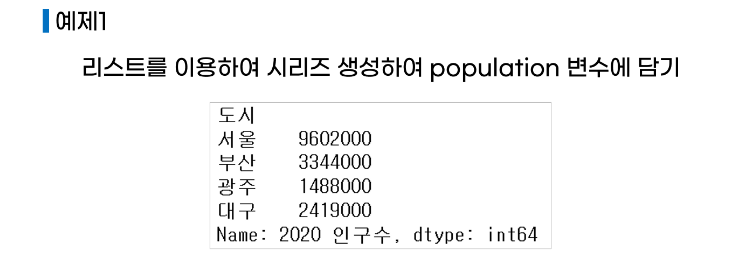 예제1
리스트를 이용하여 시리즈 생성하여 population 변수에 담기
도시
서울 9602000
부산 3344000
광주 1488000
대구 2419000
Name: 2020 인구수, dtype: int64